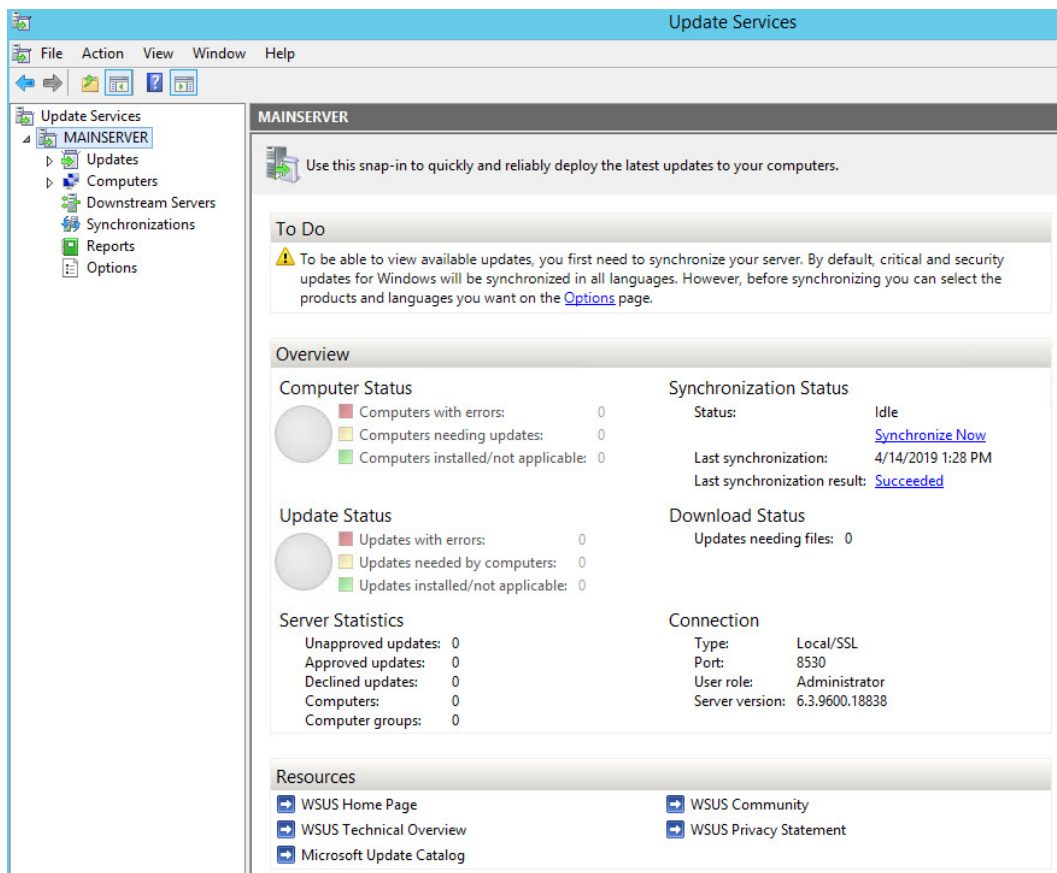 Update Services
File Action View Window Help
Update Services
MAINSERVER
Updates
Computers
Downstream Servers
Synchronizations
Reports
Options
MAINSERVER
Use this snap-in to quickly and reliably deploy the latest updates to your computers.
To Do
To be able to view available updates, you first need to synchronize your server. By default, critical and security
updates for Windows will be synchronized in all languages. However, before synchronizing you can select the
products and languages you want on the Options page.
Overview
Computer Status
Computers with errors: 0
Computers needing updates: 0
Computers installed/not applicable: 0
Synchronization Status
Status: Idle
Synchronize Now
Last synchronization: 4/14/2019 1:28 PM
Last synchronization result: Succeeded
Update Status
Updates with errors: 0
Updates needed by computers: 0
Updates installed/not applicable: 0
Download Status
Updates needing files: 0
Server Statistics
Unapproved updates: 0
Approved updates: 0
Declined updates: 0
Computers: 0
Computer groups: 0
Connection
Type: Local/SSL
Port: 8530
User role: Administrator
Server version: 6.3.9600.18838
Resources
WSUS Home Page
WSUS Technical Overview
Microsoft Update Catalog
WSUS Community
WSUS Privacy Statement